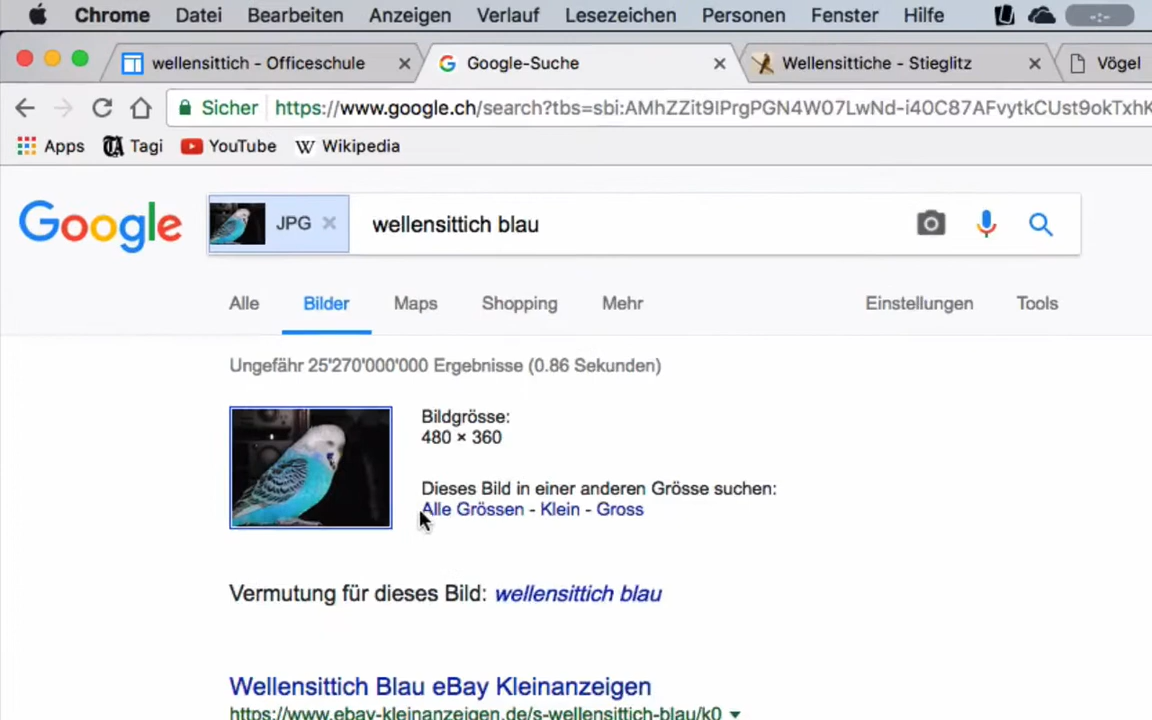 Chrome Datei Bearbeiten Anzeigen Verlauf Lesezeichen Personen Fenster Hilfe
wellensittich - Officeschule Google-Suche Wellensittiche - Stieglitz Vögel
Sicher https://www.google.ch/search?tbs=sbi:
Apps Tagi YouTube Wikipedia
Google JPG wellensittich blau
Alle Bilder Maps Shopping Mehr Einstellungen Tools
Ungefähr 25'270'000'000 Ergebnisse (0.86 Sekunden)
Bildgrösse:
480 × 360
Dieses Bild in einer anderen Grösse suchen:
Alle Grössen - Klein - Gross
Vermutung für dieses Bild: wellensittich blau
Wellensittich Blau eBay Kleinanzeigen
https://www.ebay-kleinanzeigen.de/s-wellensittich-blau/k0